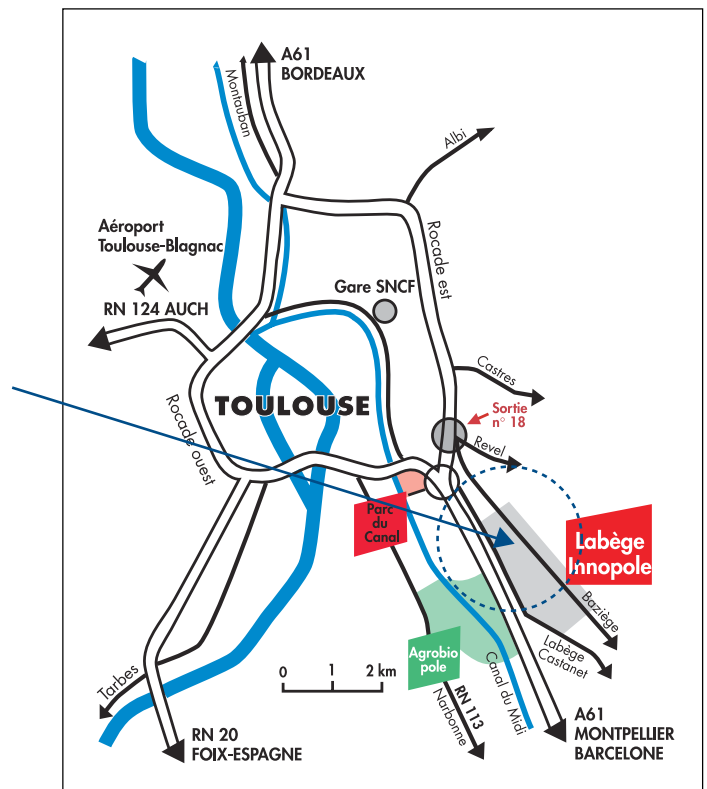 A61
BORDEAUX
Montauban
Albi
Aéroport
Toulouse-Blagnac
Rocade est
Gare SNCF
RN 124 AUCH
Castres
TOULOUSE
Sortie
n° 18
Rocade ouest
Revel
Parc
du
Canal
Labège
Innopole
Baziège
Labège
Castanet
Agrobio
pole
Canal du Midi
0 1 2 km
Tarbes
RN 113
Narbonne
RN 20
FOIX-ESPAGNE
A61
MONTPELLIER
BARCELONE